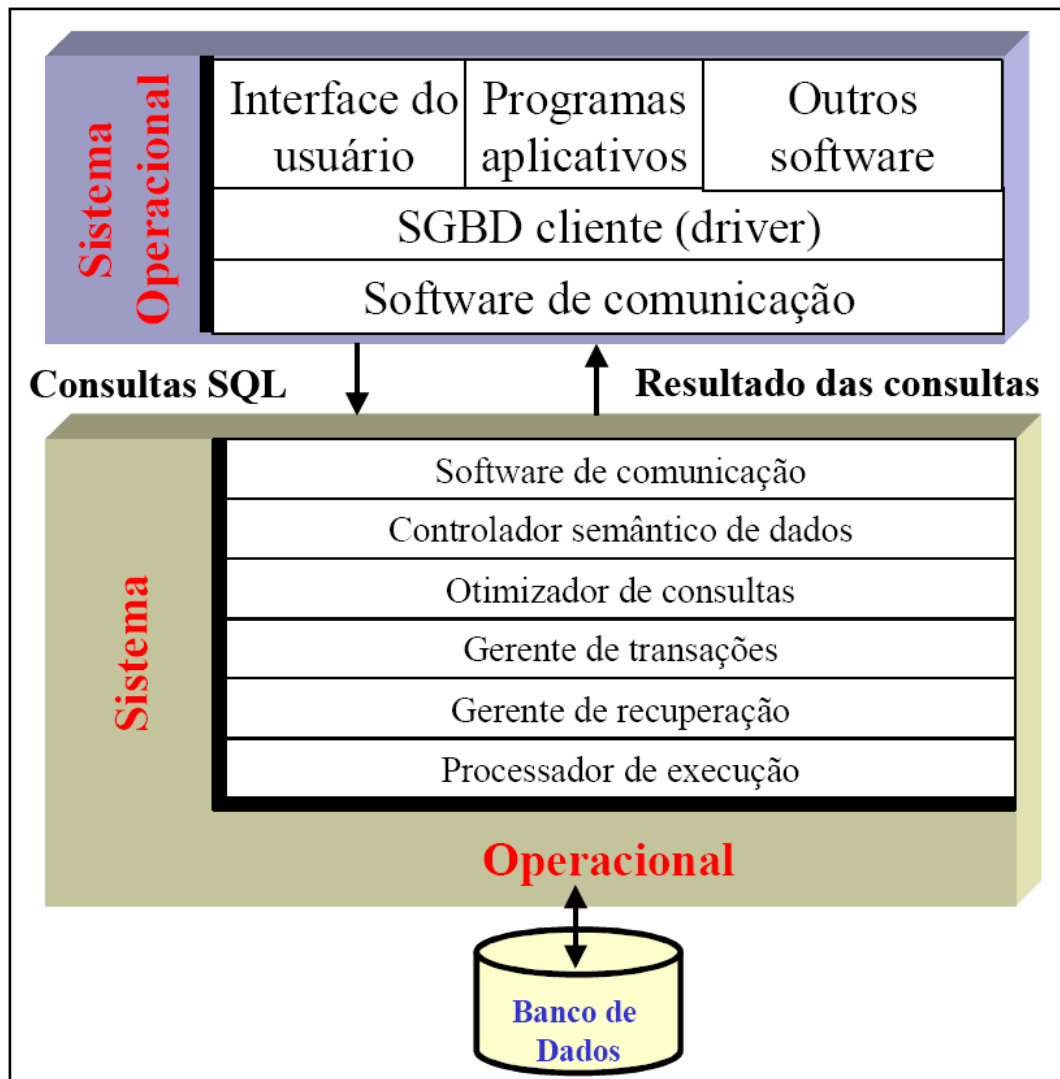 Sistema
Operacional
Interface do
usuário
Programas
aplicativos
Outros
software
SGBD cliente (driver)
Software de comunicação
Consultas SQL
Resultado das consultas
Sistema
Software de comunicação
Controlador semântico de dados
Otimizador de consultas
Gerente de transações
Gerente de recuperação
Processador de execução
Operacional
Banco de
Dados